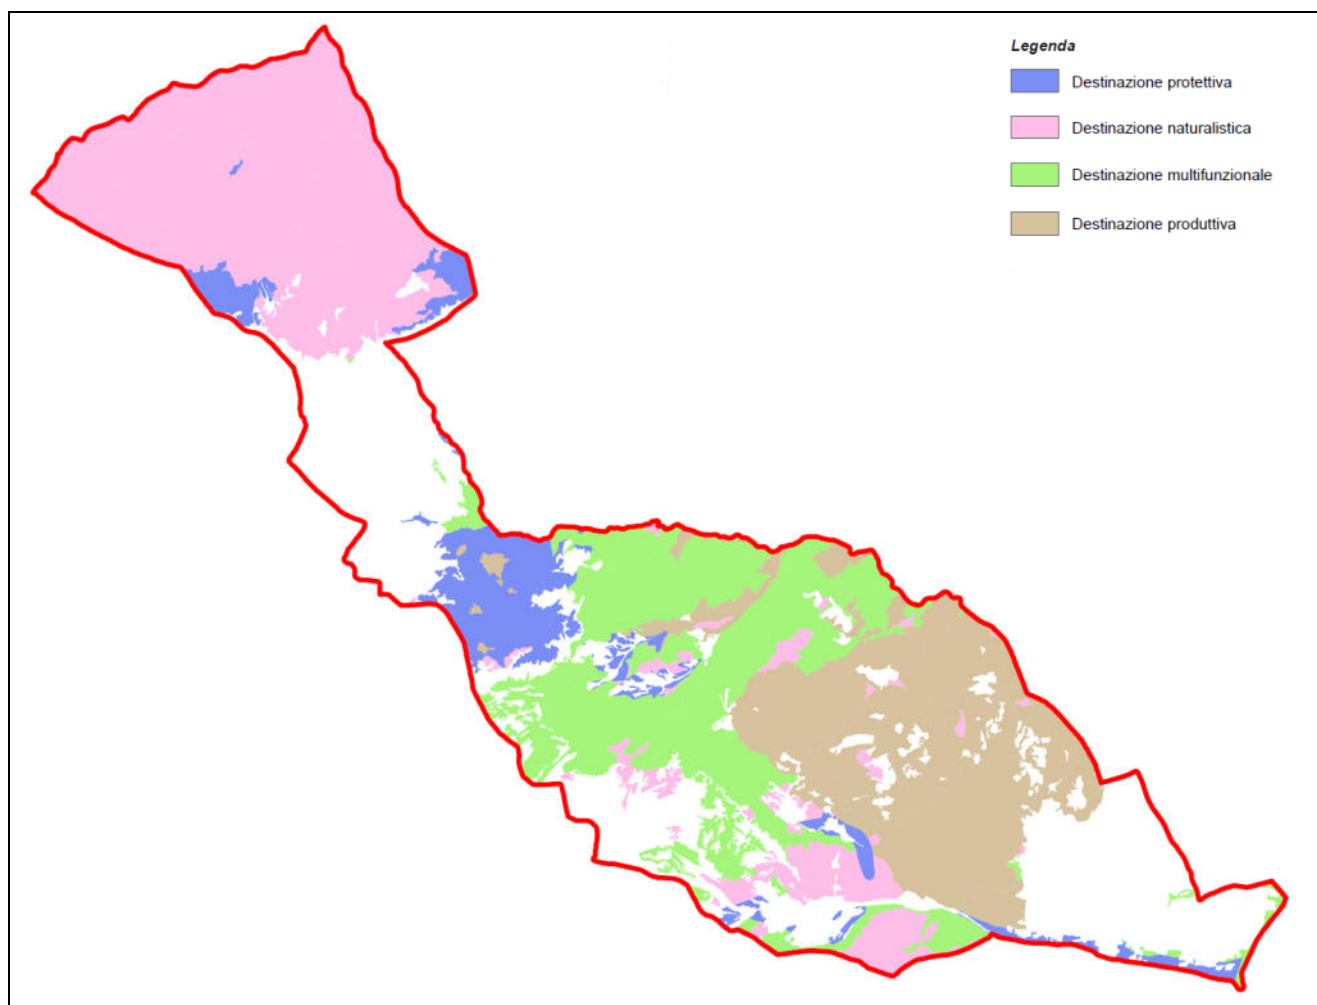 Legenda
Destinazione protettiva
Destinazione naturalistica
Destinazione multifunzionale
Destinazione produttiva